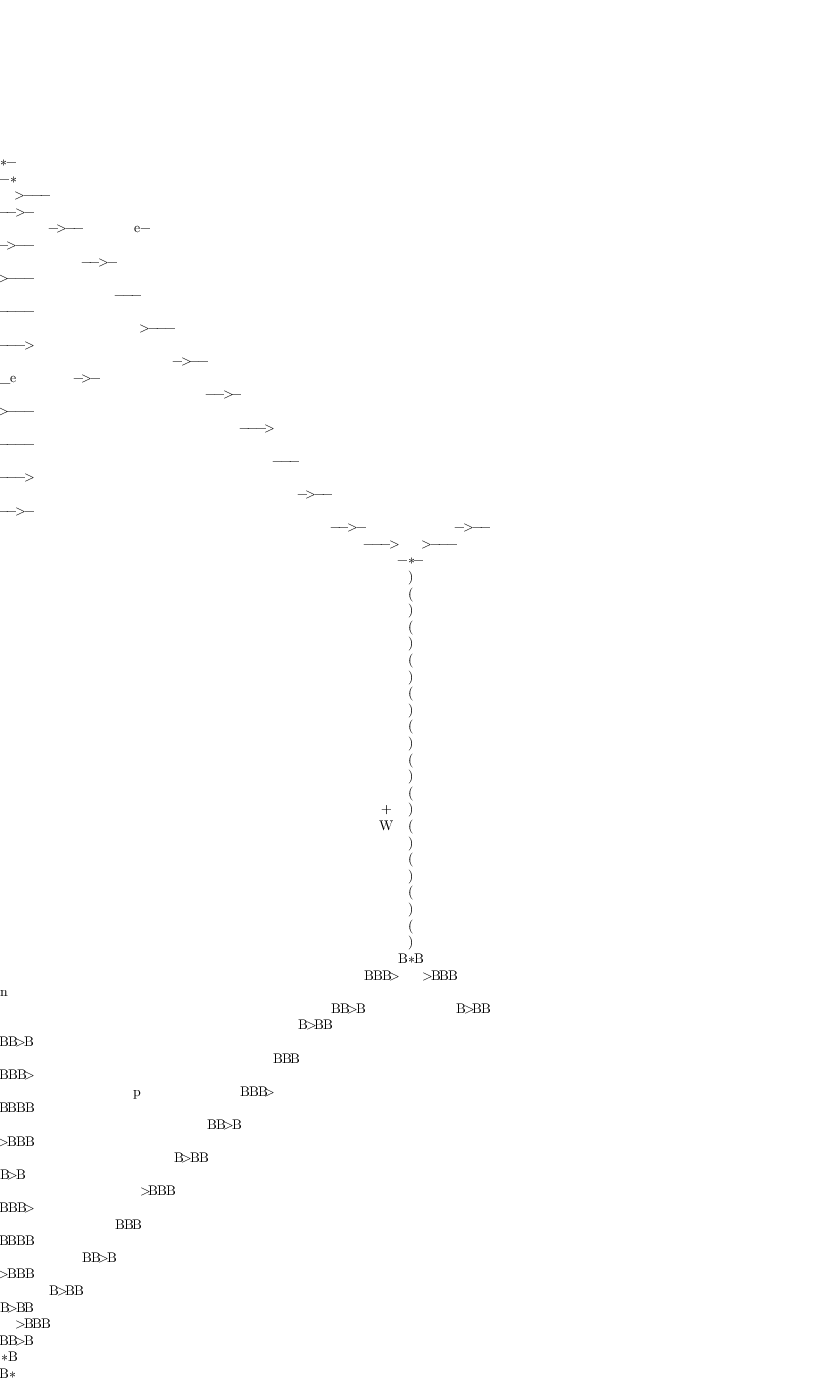 *–
–*
>–––
––>–
–>–– e–
–>––
––>–
>–––
–––
––––
>–––
–––>
–>––
_e –>–
––>–
>–––
–––>
––––
–––
–––>
–>––
––>–
––>– –>––
–––> >–––
–*–
)
(
)
(
)
(
)
(
)
(
)
(
)
(
+ )
W (
)
(
)
(
)
(
)
B*B
BBB> >BBB
n
BB>B B>BB
B>BB
BB>B
BBB
BBB>
p BBB>
BBBB
BB>B
>BBB
B>BB
B>B
>BBB
BBB>
BBB
BBBB
BB>B
>BBB
B>BB
B>BB
>BBB
BB>B
*B
B*